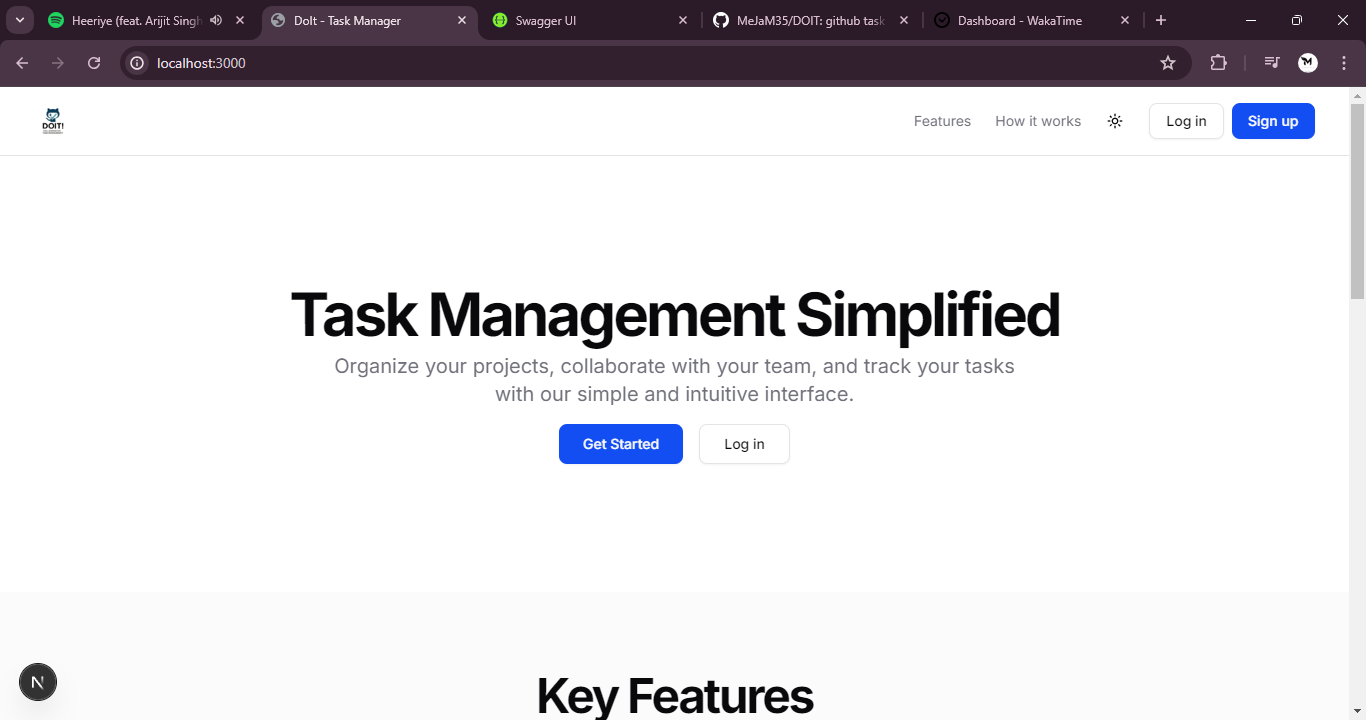 Heeriye (feat. Arijit Singh
DoIt - Task Manager
Swagger UI
MeJaM35/DOIT: github task
Dashboard - WakaTime
localhost:3000
DOIT!
Features
How it works
Log in
Sign up
Task Management Simplified
Organize your projects, collaborate with your team, and track your tasks
with our simple and intuitive interface.
Get Started
Log in
Key Features
N